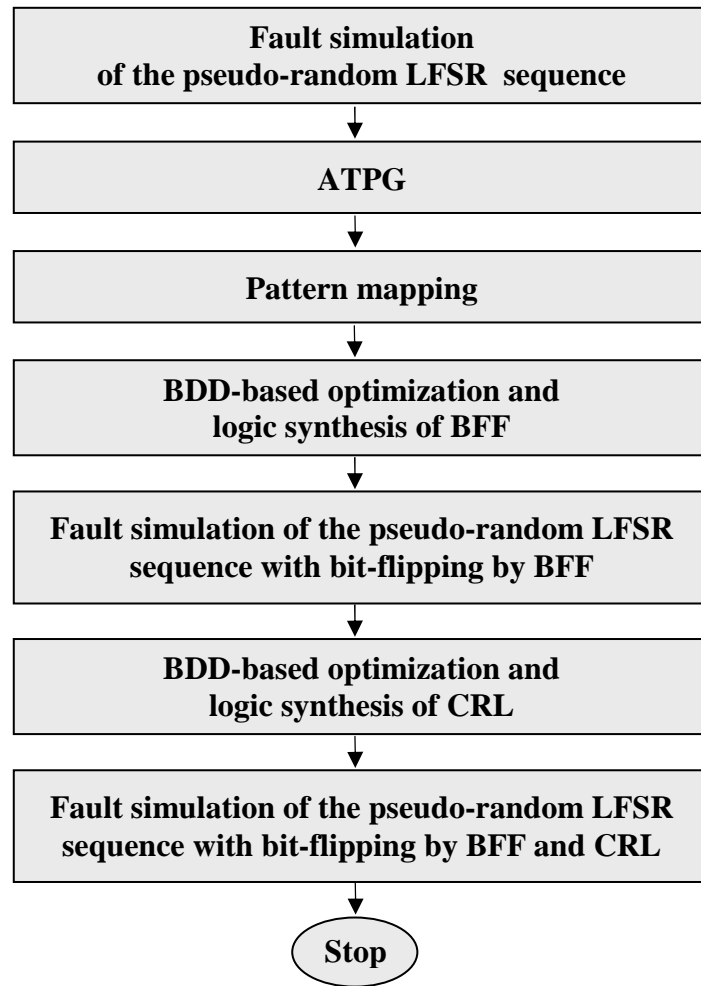 Fault simulation
of the pseudo-random LFSR sequence
ATPG
Pattern mapping
BDD-based optimization and
logic synthesis of BFF
Fault simulation of the pseudo-random LFSR
sequence with bit-flipping by BFF
BDD-based optimization and
logic synthesis of CRL
Fault simulation of the pseudo-random LFSR
sequence with bit-flipping by BFF and CRL
Stop